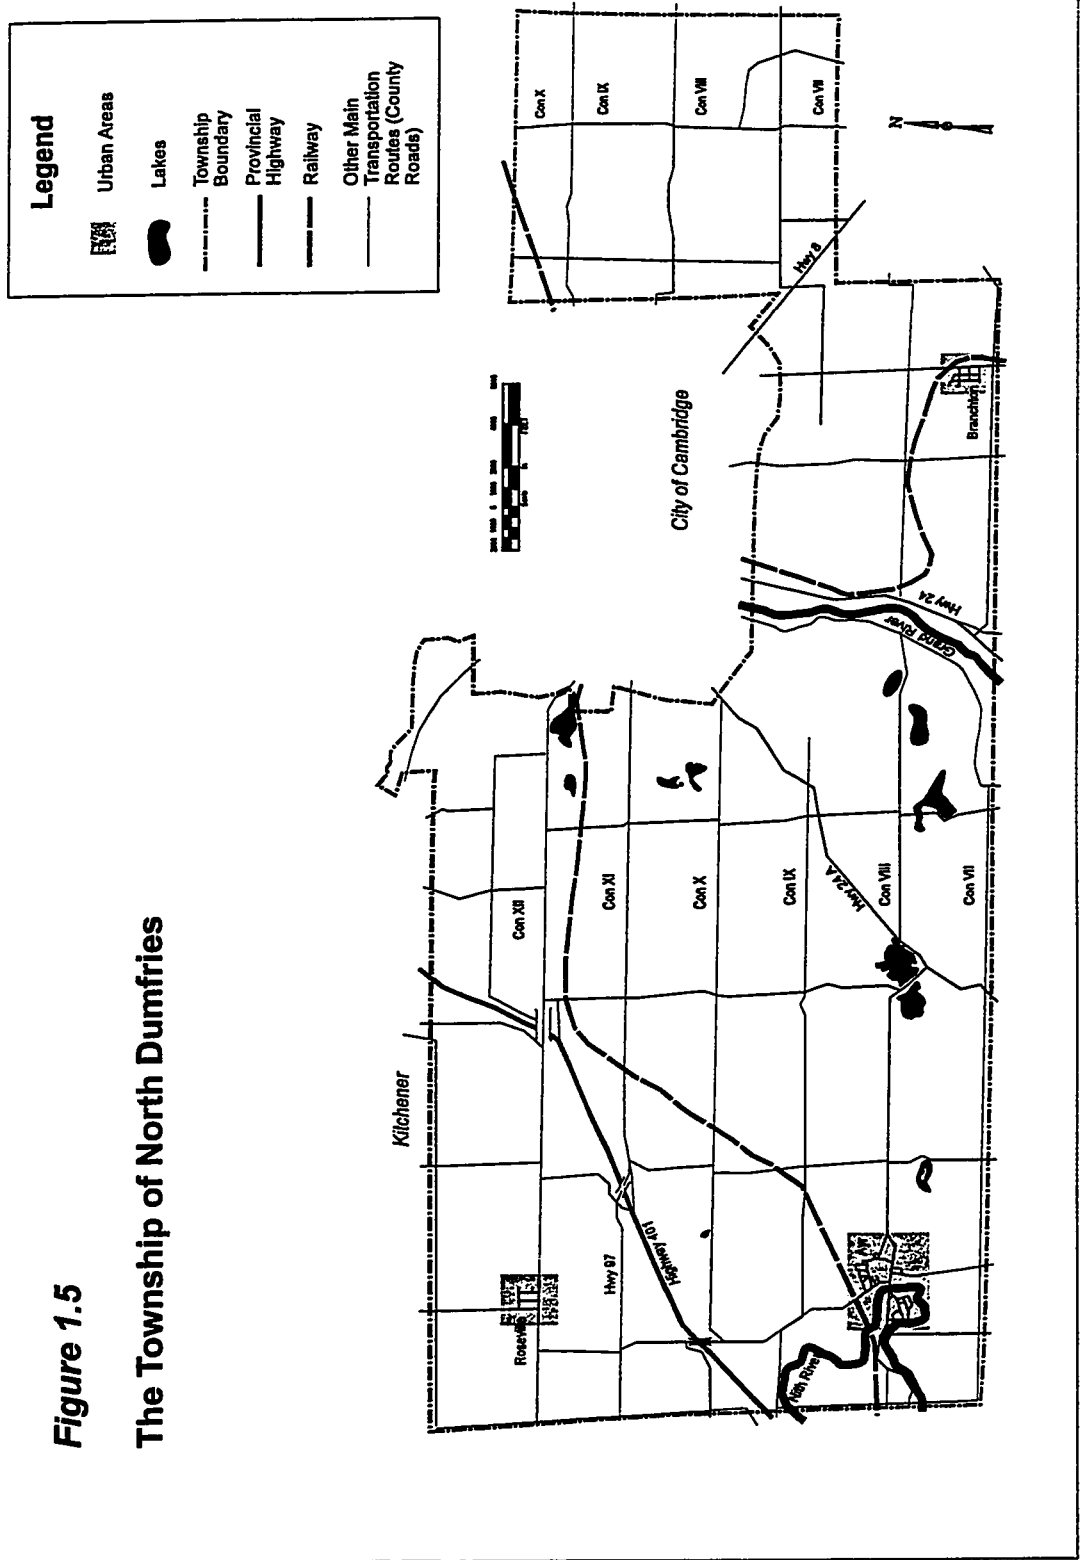 Figure 1.5
The Township of North Dumfries
Legend
Urban Areas
Lakes
Township
Boundary
Provincial
Highway
Railway
Other Main
Transportation
Routes (County
Roads)
Kitchener
City of Cambridge
N
Con X
Con IX
Con VIII
Con VII
Hwy 8
Branchton
Hwy 24
Grand River
Con XII
Con XI
Con X
Con IX
Con VIII
Con VII
Hwy 24 A
Highway 401
Hwy 97
Roseville
Ayr
Nith River